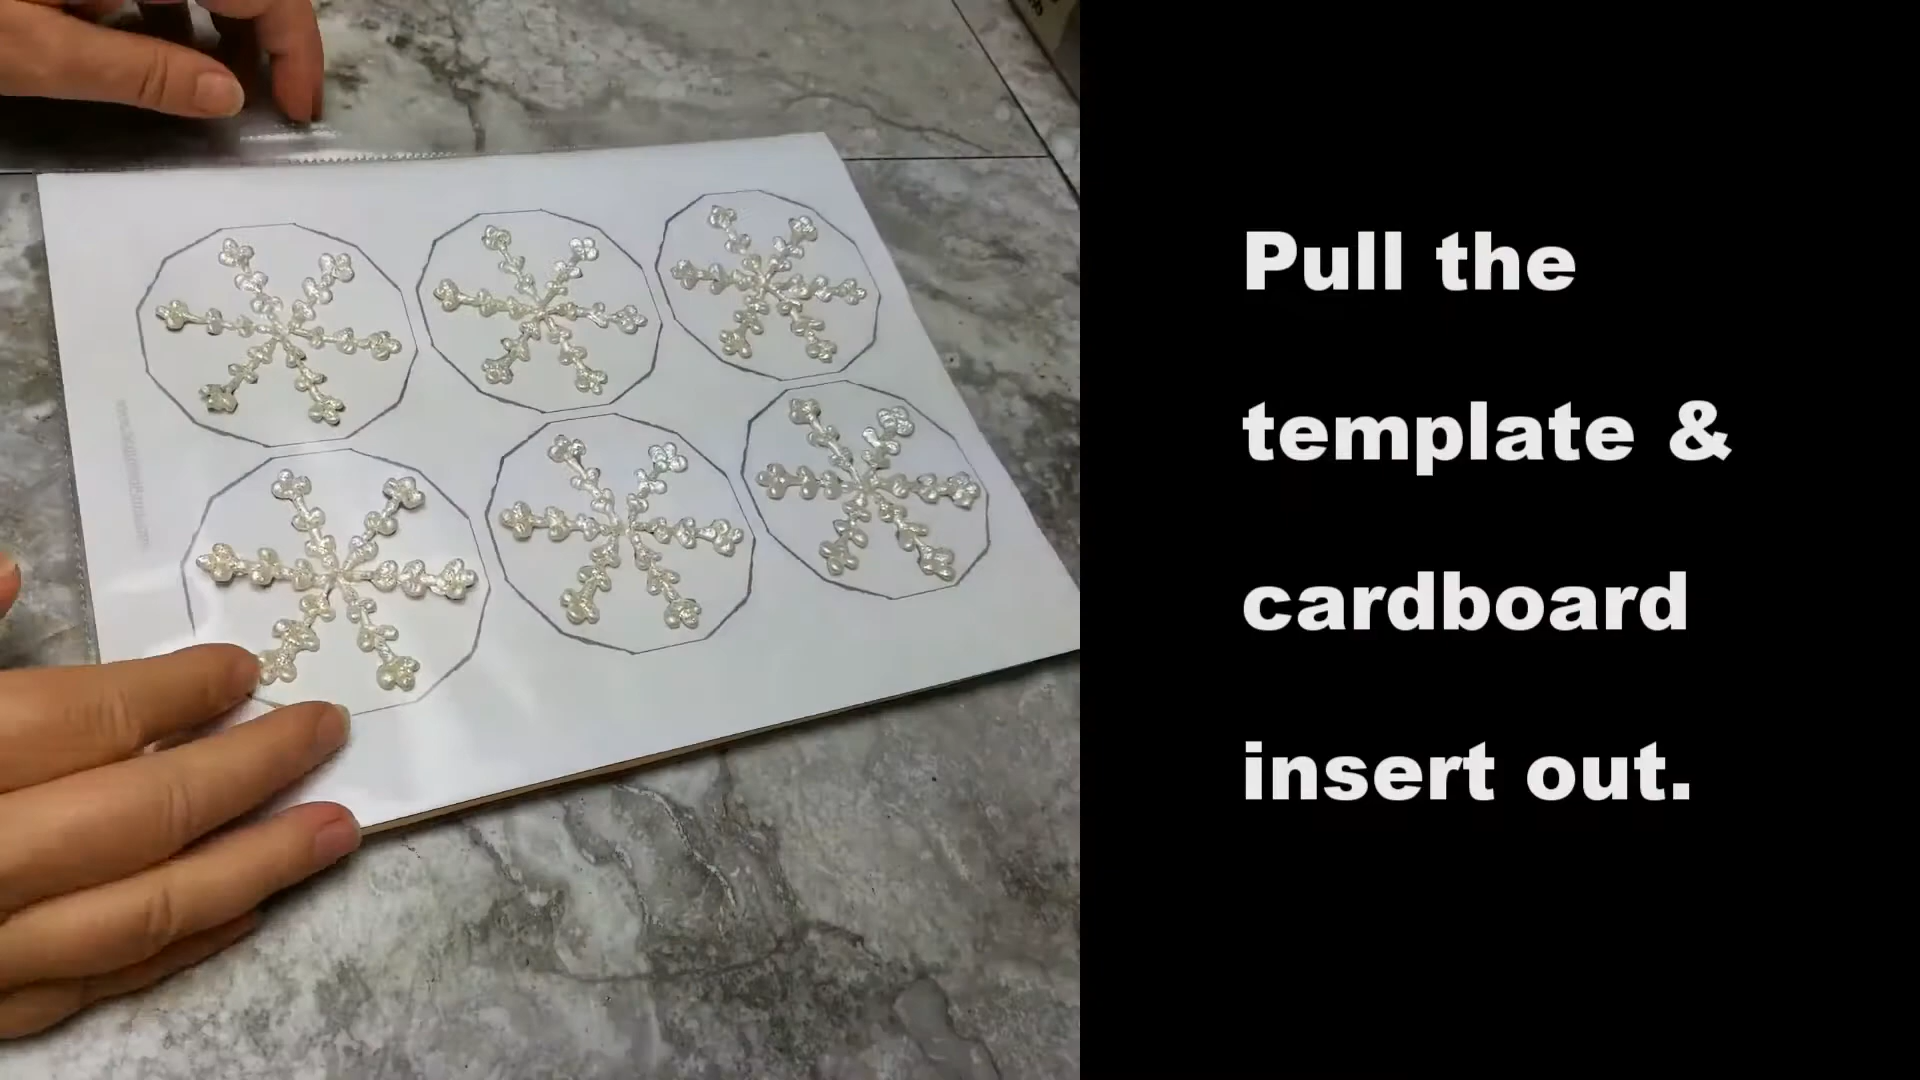 Pull the
template &
cardboard
insert out.